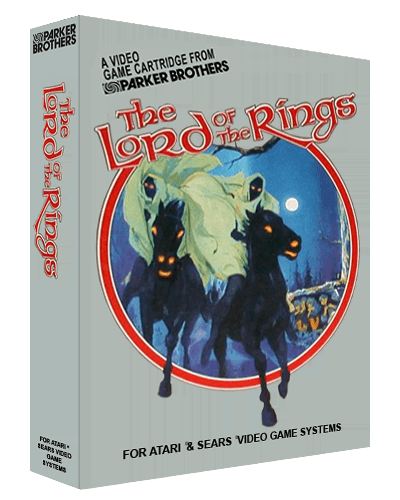 PARKER
BROTHERS
The
LORD
OF
The
RINGS
FOR ATARI ®
SEARS VIDEO
GAME
SYSTEMS
A VIDEO
GAME CARTRIDGE FROM
PARKER BROTHERS
The
LORD OF
The RINGS
FOR ATARI ® & SEARS ® VIDEO GAME SYSTEMS